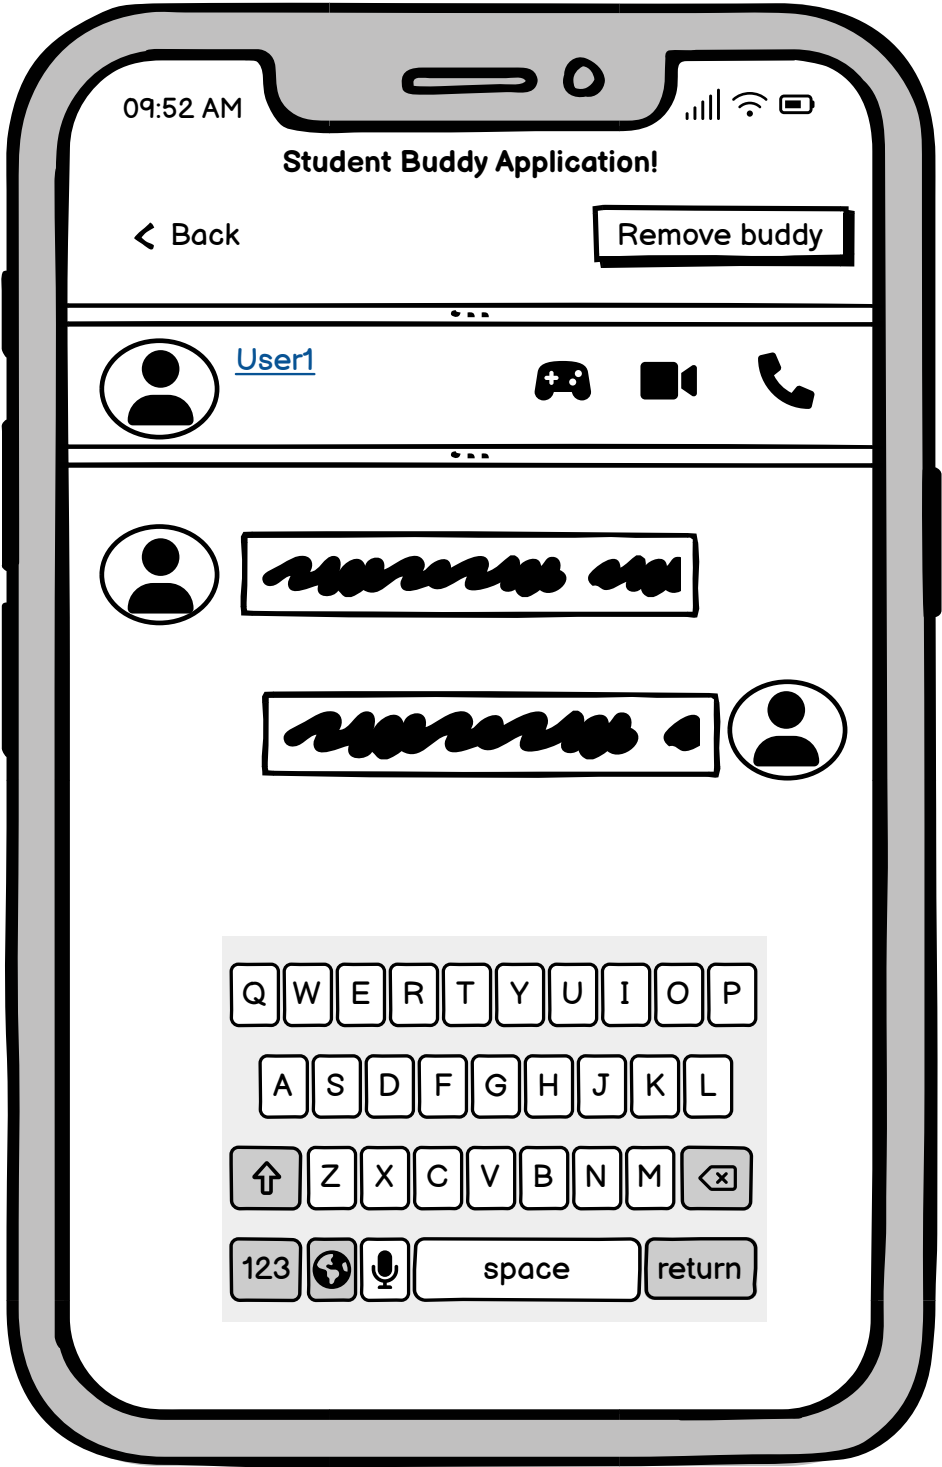 09:52 AM
Student Buddy Application!
Back
Remove buddy
User1
Q W E R T Y U I O P
A S D F G H J K L
Z X C V B N M
123 space return